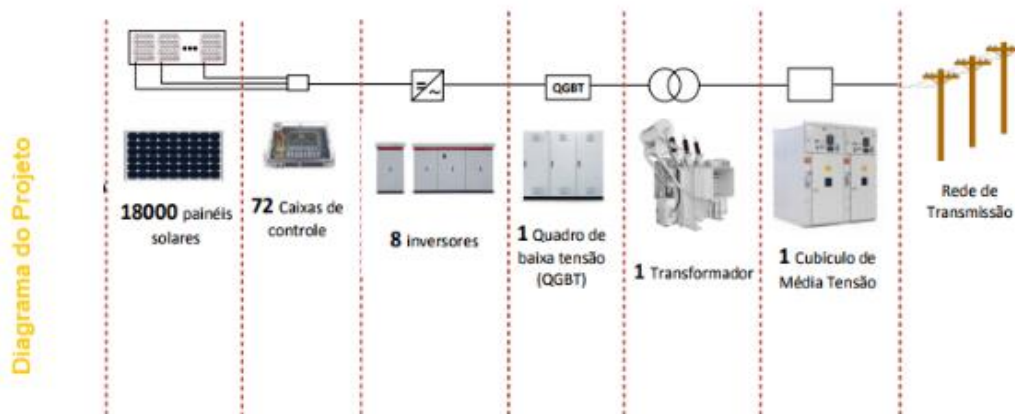 Diagrama do Projeto
QGBT
18000 painéis
solares
72 Caixas de
controle
8 inversores
1 Quadro de
baixa tensão
(QGBT)
1 Transformador
1 Cubículo de
Média Tensão
Rede de
Transmissão